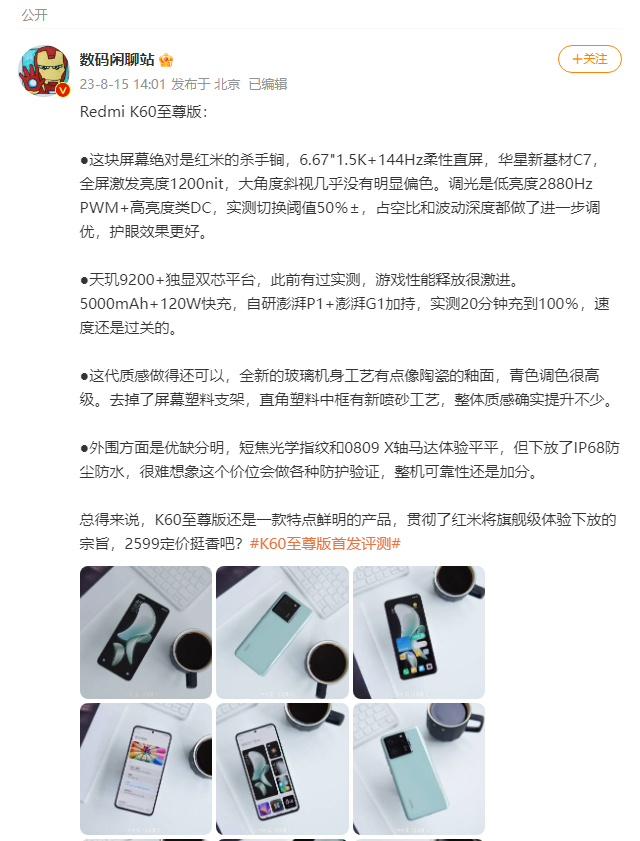 公开
数码闲聊站
+关注
23-8-15 14:01 发布于 北京 已编辑
Redmi K60至尊版：
●这块屏幕绝对是红米的杀手锏，6.67"1.5K+144Hz柔性直屏，华星新基材C7，
全屏激发亮度1200nit，大角度斜视几乎没有明显偏色。调光是低亮度2880Hz
PWM+高亮度类DC，实测切换阈值50%±，占空比和波动深度都做了进一步调
优，护眼效果更好。
●天玑9200+独显双芯平台，此前有过实测，游戏性能释放很激进。
5000mAh+120W快充，自研澎湃P1+澎湃G1加持，实测20分钟充到100%，速
度还是过关的。
●这代质感做得还可以，全新的玻璃机身工艺有点像陶瓷的釉面，青色调色很高
级。去掉了屏幕塑料支架，直角塑料中框有新喷砂工艺，整体质感确实提升不少。
●外围方面是优缺分明，短焦光学指纹和0809 X轴马达体验平平，但下放了IP68防
尘防水，很难想象这个价位会做各种防护验证，整机可靠性还是加分。
总得来说，K60至尊版还是一款特点鲜明的产品，贯彻了红米将旗舰级体验下放的
宗旨，2599定价挺香吧？#K60至尊版首发评测#